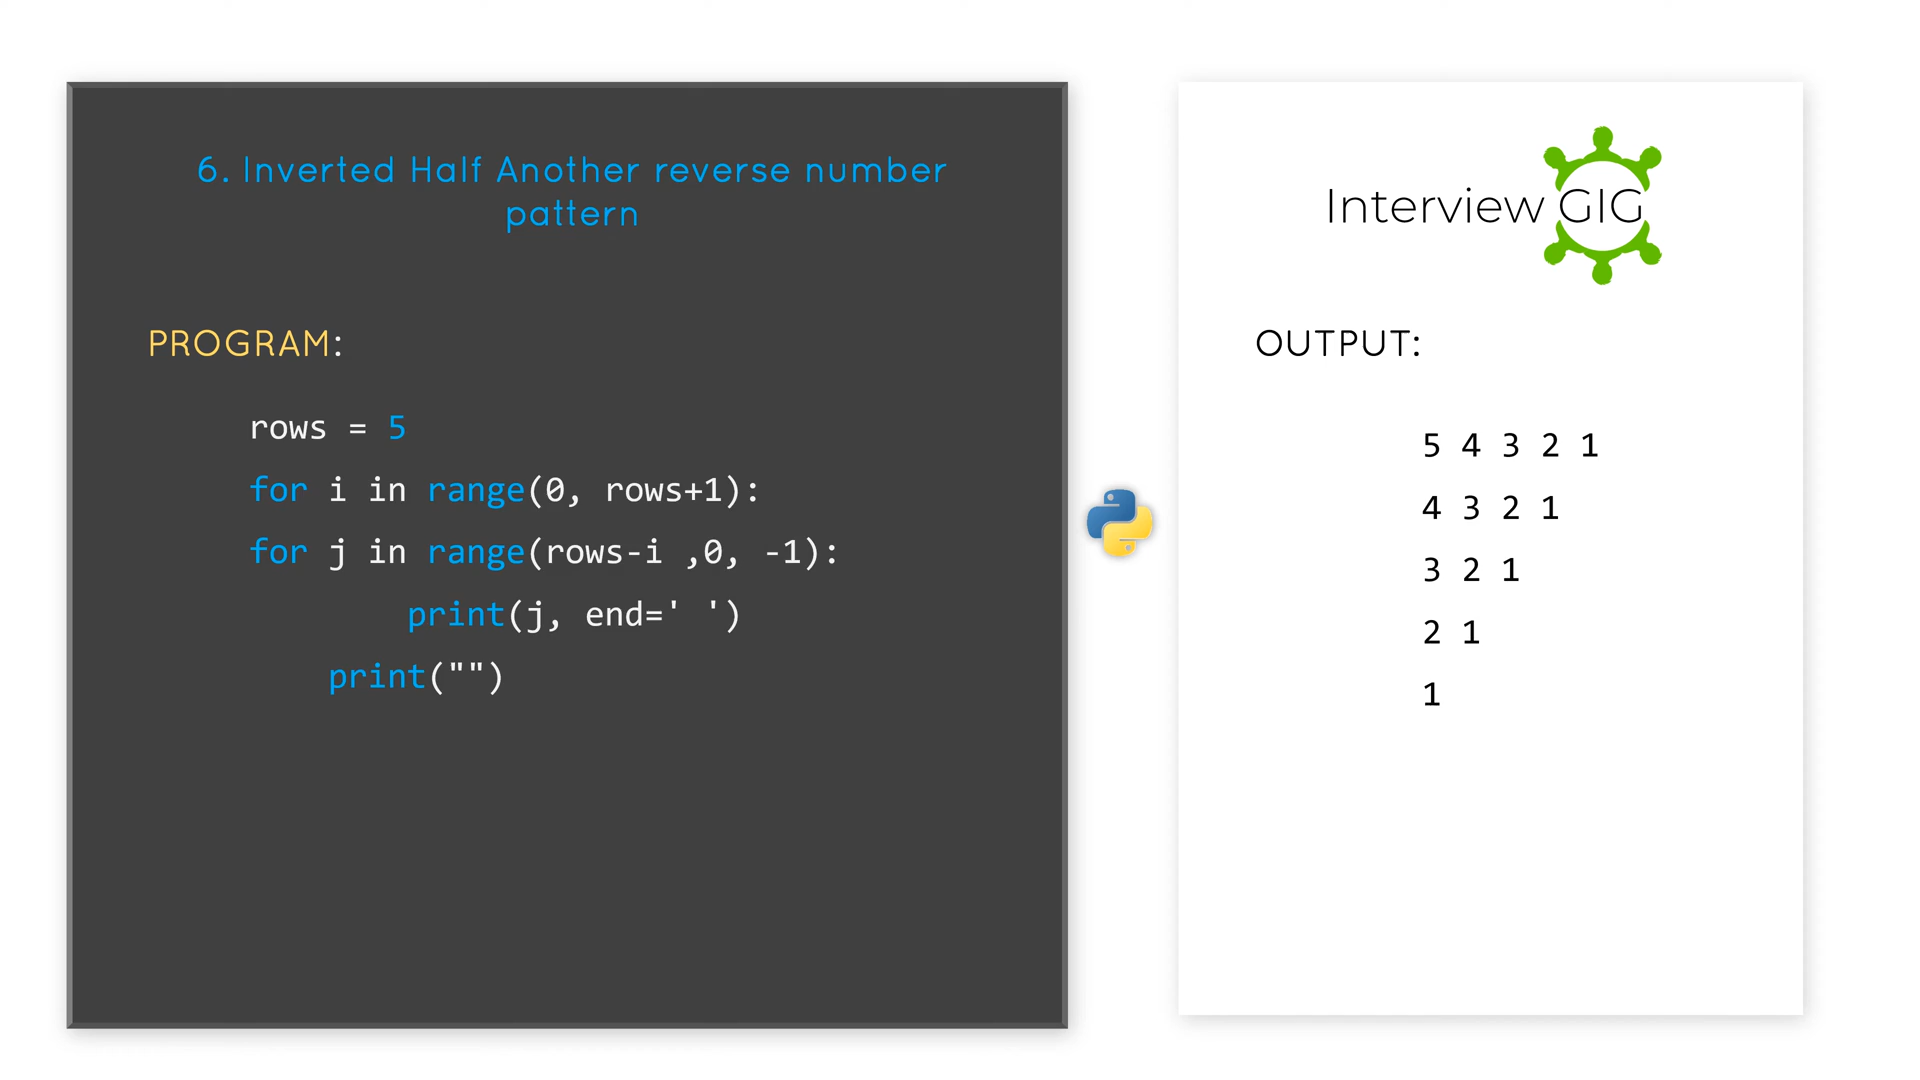 6. Inverted Half Another reverse number
pattern
PROGRAM:
rows = 5
for i in range(0, rows+1):
for j in range(rows-i ,0, -1):
print(j, end=' ')
print("")
Interview GIG
OUTPUT:
5 4 3 2 1
4 3 2 1
3 2 1
2 1
1